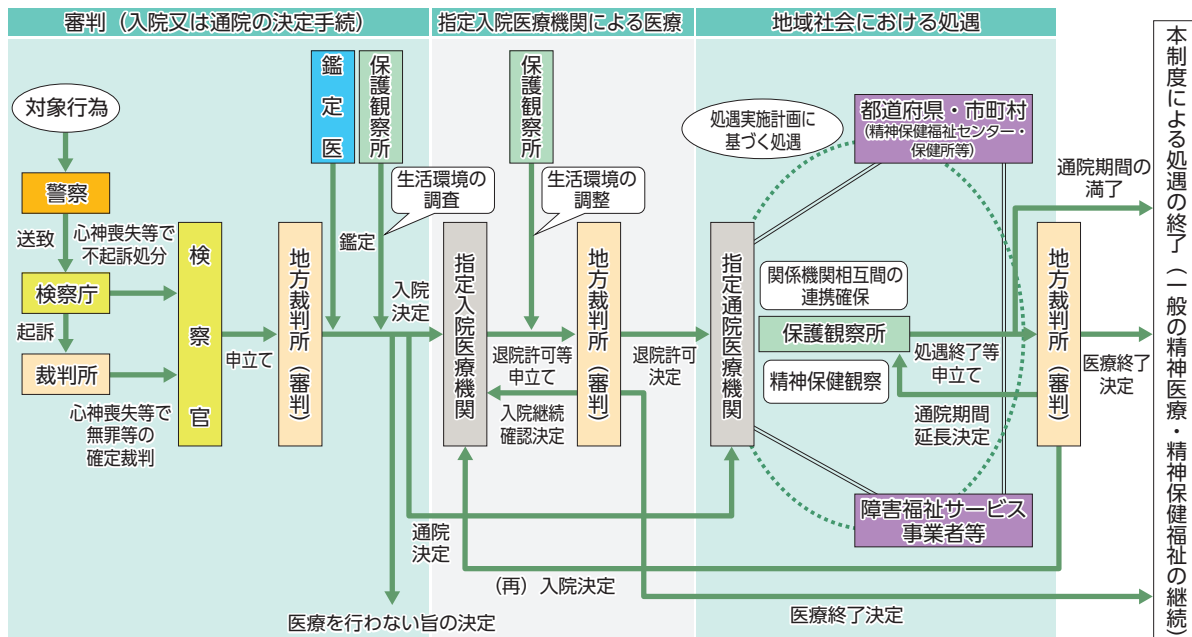 審判（入院又は通院の決定手続）
指定入院医療機関による医療
地域社会における処遇
対象行為
警察
送致
心神喪失等で
不起訴処分
検察庁
起訴
裁判所
心神喪失等で
無罪等の
確定裁判
検察官
申立て
地方裁判所（審判）
鑑定医
保護観察所
生活環境の
調査
鑑定
入院
決定
通院
決定
医療を行わない旨の決定
保護観察所
生活環境の
調整
指定入院医療機関
退院許可等
申立て
入院継続
確認決定
地方裁判所（審判）
退院許可
決定
（再）入院決定
医療終了決定
処遇実施計画に
基づく処遇
都道府県・市町村
（精神保健福祉センター・
保健所等）
指定通院医療機関
関係機関相互間の
連携確保
保護観察所
精神保健観察
処遇終了等
申立て
通院期間
延長決定
障害福祉サービス
事業者等
地方裁判所（審判）
通院期間の
満了
医療終了
決定
本制度による処遇の終了（一般の精神医療・精神保健福祉の継続）